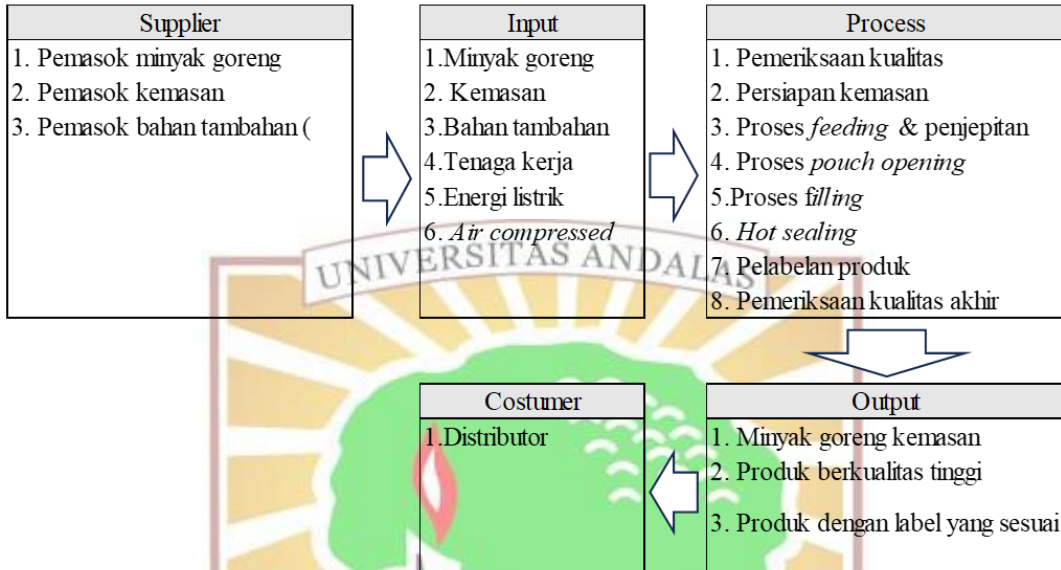 Supplier
1. Pemasok minyak goreng
2. Pemasok kemasan
3. Pemasok bahan tambahan (
Input
1.Minyak goreng
2. Kemasan
3.Bahan tambahan
4.Tenaga kerja
5.Energi listrik
6. Air compressed
Process
1. Pemeriksaan kualitas
2. Persiapan kemasan
3. Proses feeding & penjepitan
4. Proses pouch opening
5.Proses filling
6. Hot sealing
7. Pelabelan produk
8. Pemeriksaan kualitas akhir
UNIVERSITAS ANDALAS
Costumer
1.Distributor
Output
1. Minyak goreng kemasan
2. Produk berkualitas tinggi
3. Produk dengan label yang sesuai